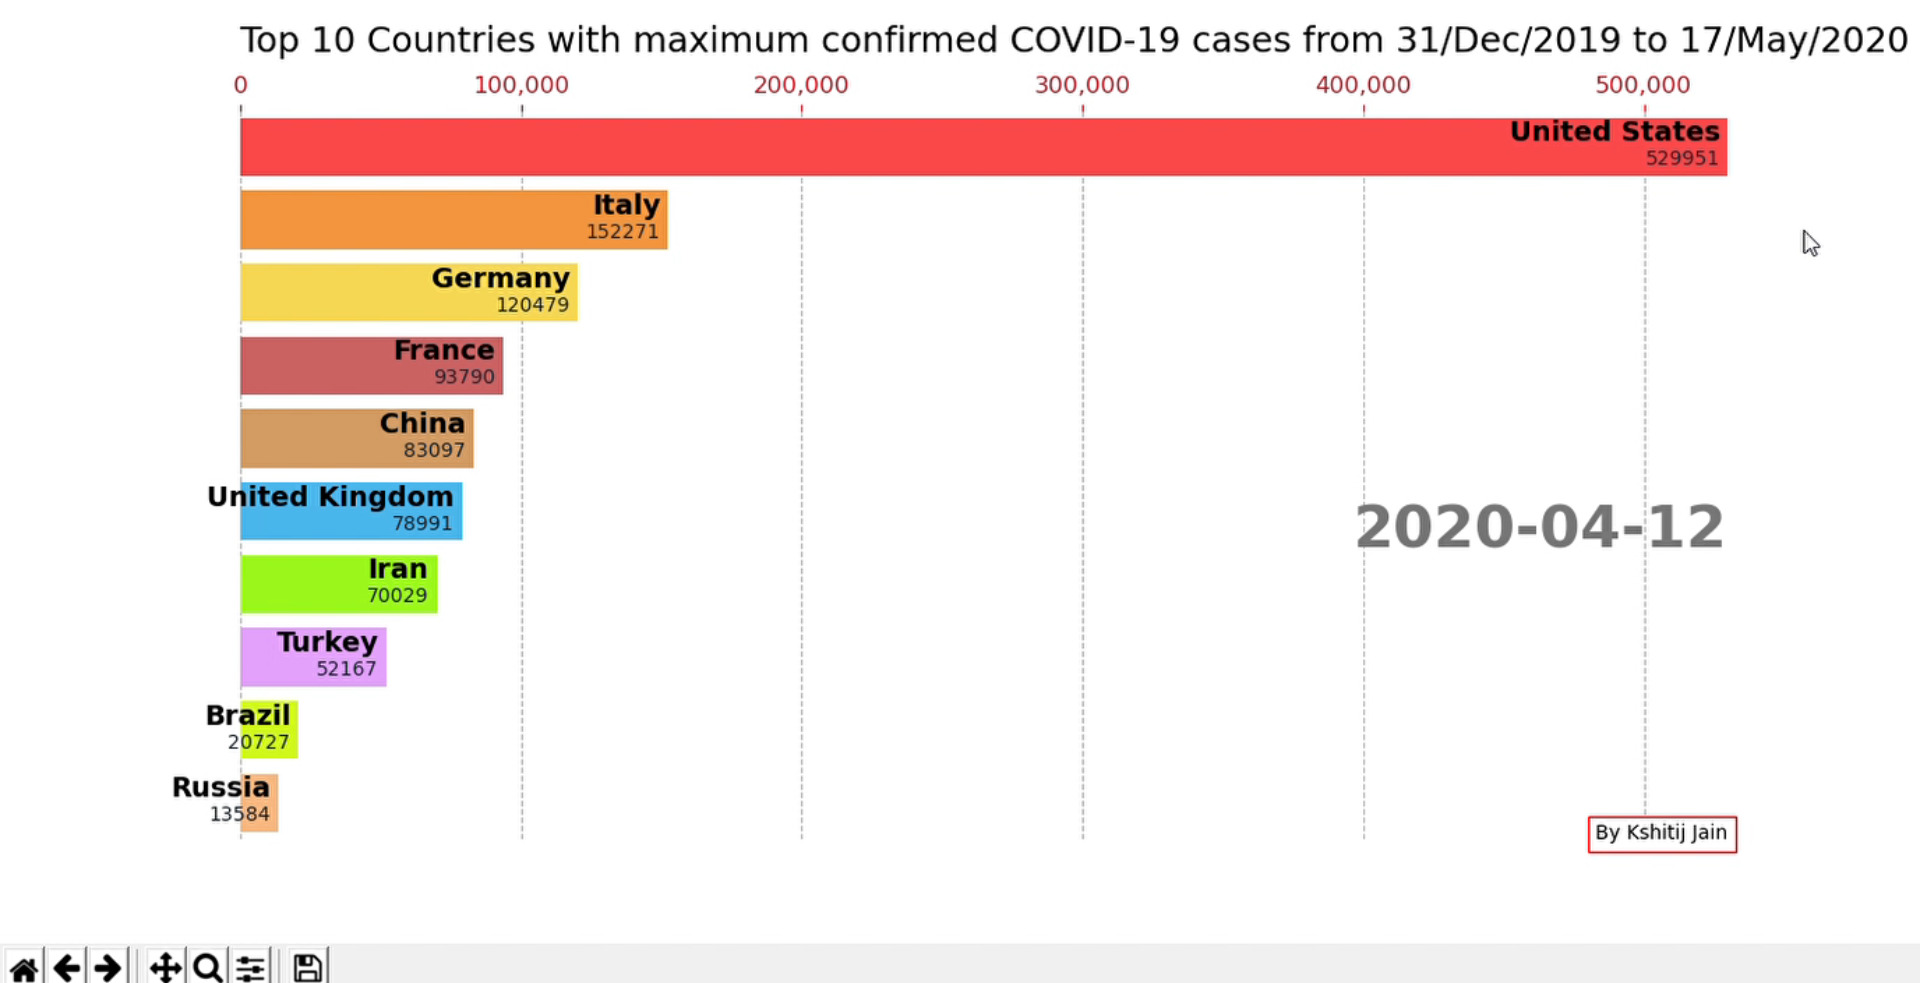 Top 10 Countries with maximum confirmed COVID-19 cases from 31/Dec/2019 to 17/May/2020
0 100,000 200,000 300,000 400,000 500,000
United States
529951
Italy
152271
Germany
120479
France
93790
China
83097
United Kingdom
78991
2020-04-12
Iran
70029
Turkey
52167
Brazil
20727
Russia
13584
By Kshitij Jain